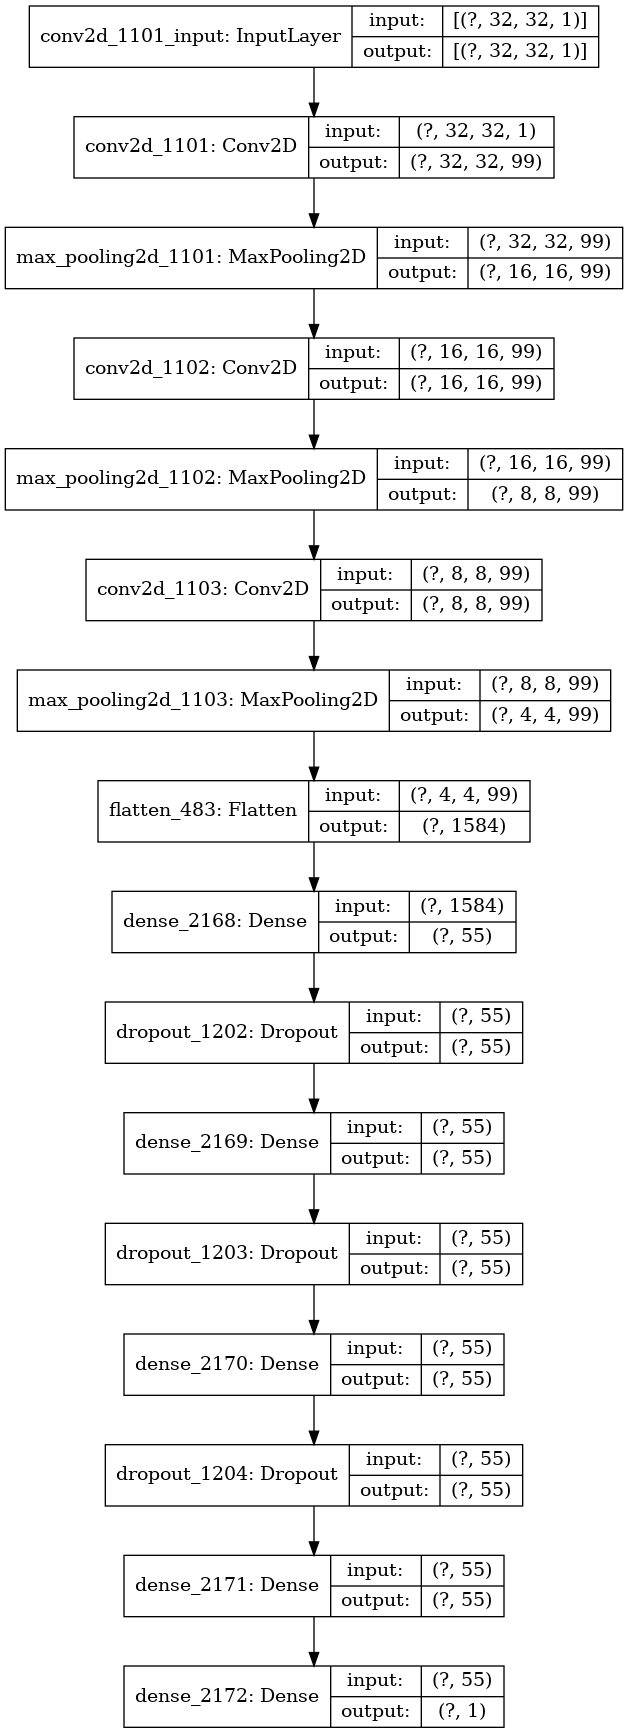 conv2d_1101_input: InputLayer input: [(?, 32, 32, 1)]
output: [(?, 32, 32, 1)]
conv2d_1101: Conv2D input: (?, 32, 32, 1)
output: (?, 32, 32, 99)
max_pooling2d_1101: MaxPooling2D input: (?, 32, 32, 99)
output: (?, 16, 16, 99)
conv2d_1102: Conv2D input: (?, 16, 16, 99)
output: (?, 16, 16, 99)
max_pooling2d_1102: MaxPooling2D input: (?, 16, 16, 99)
output: (?, 8, 8, 99)
conv2d_1103: Conv2D input: (?, 8, 8, 99)
output: (?, 8, 8, 99)
max_pooling2d_1103: MaxPooling2D input: (?, 8, 8, 99)
output: (?, 4, 4, 99)
flatten_483: Flatten input: (?, 4, 4, 99)
output: (?, 1584)
dense_2168: Dense input: (?, 1584)
output: (?, 55)
dropout_1202: Dropout input: (?, 55)
output: (?, 55)
dense_2169: Dense input: (?, 55)
output: (?, 55)
dropout_1203: Dropout input: (?, 55)
output: (?, 55)
dense_2170: Dense input: (?, 55)
output: (?, 55)
dropout_1204: Dropout input: (?, 55)
output: (?, 55)
dense_2171: Dense input: (?, 55)
output: (?, 55)
dense_2172: Dense input: (?, 55)
output: (?, 1)